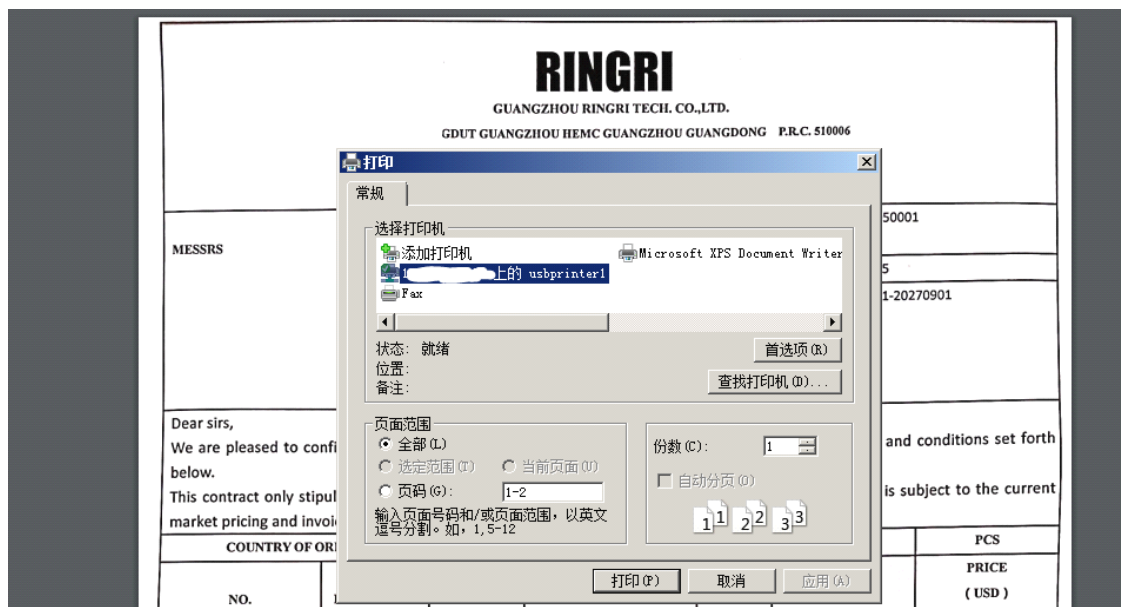 RINGRI
GUANGZHOU RINGRI TECH. CO.,LTD.
GDUT GUANGZHOU HEMC GUANGZHOU GUANGDONG P.R.C. 510006
打印
常规
50001
选择打印机
MESSRS
添加打印机
Microsoft XPS Document Writer
上的 usbprinter1
5
Fax
1-20270901
状态: 就绪
首选项(R)
位置:
备注:
查找打印机(D)...
Dear sirs,
页面范围
We are pleased to confi
全部(L)
份数(C):
1
and conditions set forth
选定范围(T)
当前页面(U)
below.
自动分页(O)
页码(G):
1-2
This contract only stipul
is subject to the current
输入页面号码和/或页面范围，以英文
逗号分割。如，1,5-12
11 22 33
market pricing and invoi
COUNTRY OF ORI
PCS
PRICE
打印(P)
取消
应用(A)
NO.
( USD )